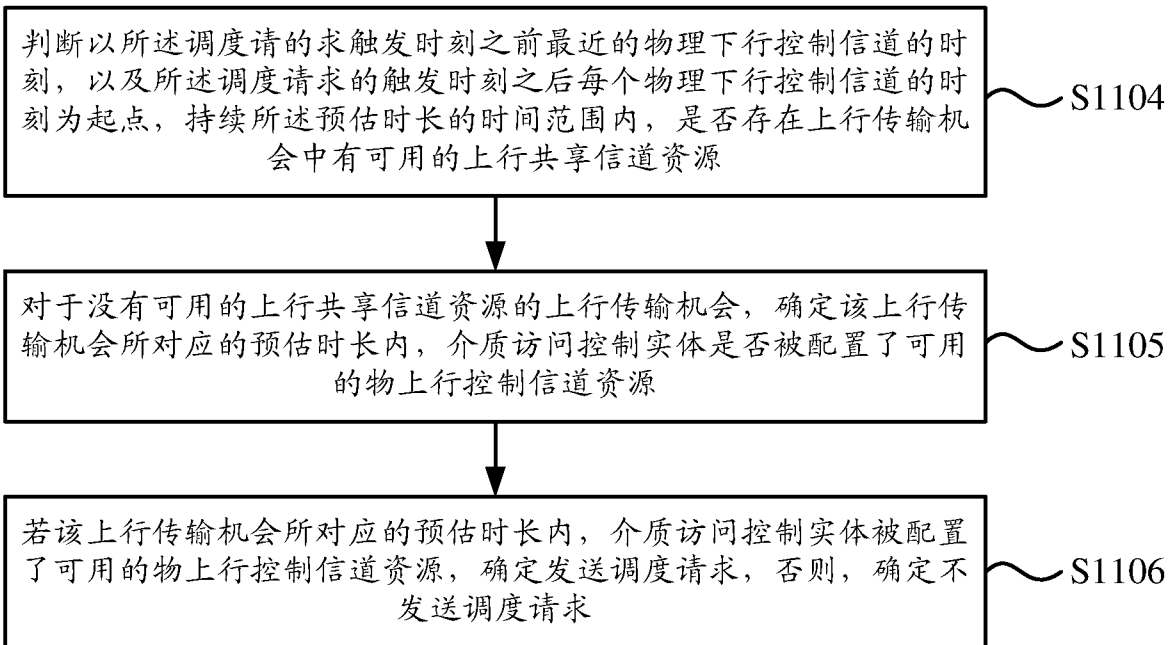 判断以所述调度请的求触发时刻之前最近的物理下行控制信道的时
刻，以及所述调度请求的触发时刻之后每个物理下行控制信道的时
刻为起点，持续所述预估时长的时间范围内，是否存在上行传输机
会中有可用的上行共享信道资源
S1104
对于没有可用的上行共享信道资源的上行传输机会，确定该上行传
输机会所对应的预估时长内，介质访问控制实体是否被配置了可用
的物上行控制信道资源
S1105
若该上行传输机会所对应的预估时长内，介质访问控制实体被配置
了可用的物上行控制信道资源，确定发送调度请求，否则，确定不
发送调度请求
S1106